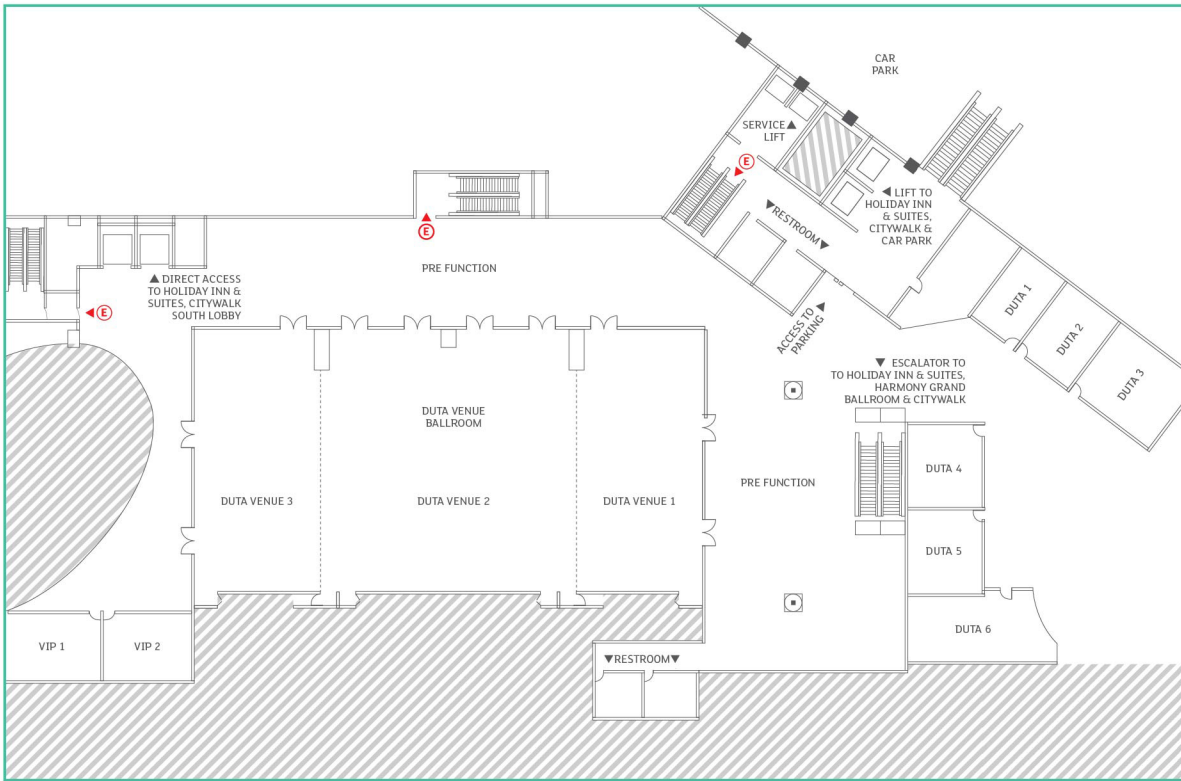 CAR
PARK
SERVICE▲
LIFT
E
◀ LIFT TO
HOLIDAY INN
& SUITES,
CITYWALK &
CAR PARK
▼RESTROOM▼
E
PRE FUNCTION
▲ DIRECT ACCESS
TO HOLIDAY INN &
SUITES, CITYWALK
SOUTH LOBBY
E
ACCESS TO ▲
PARKING
DUTA 1
DUTA 2
DUTA 3
▼ ESCALATOR TO
TO HOLIDAY INN & SUITES,
HARMONY GRAND
BALLROOM & CITYWALK
DUTA VENUE
BALLROOM
DUTA VENUE 3
DUTA VENUE 2
DUTA VENUE 1
PRE FUNCTION
DUTA 4
DUTA 5
DUTA 6
VIP 1
VIP 2
▼RESTROOM▼